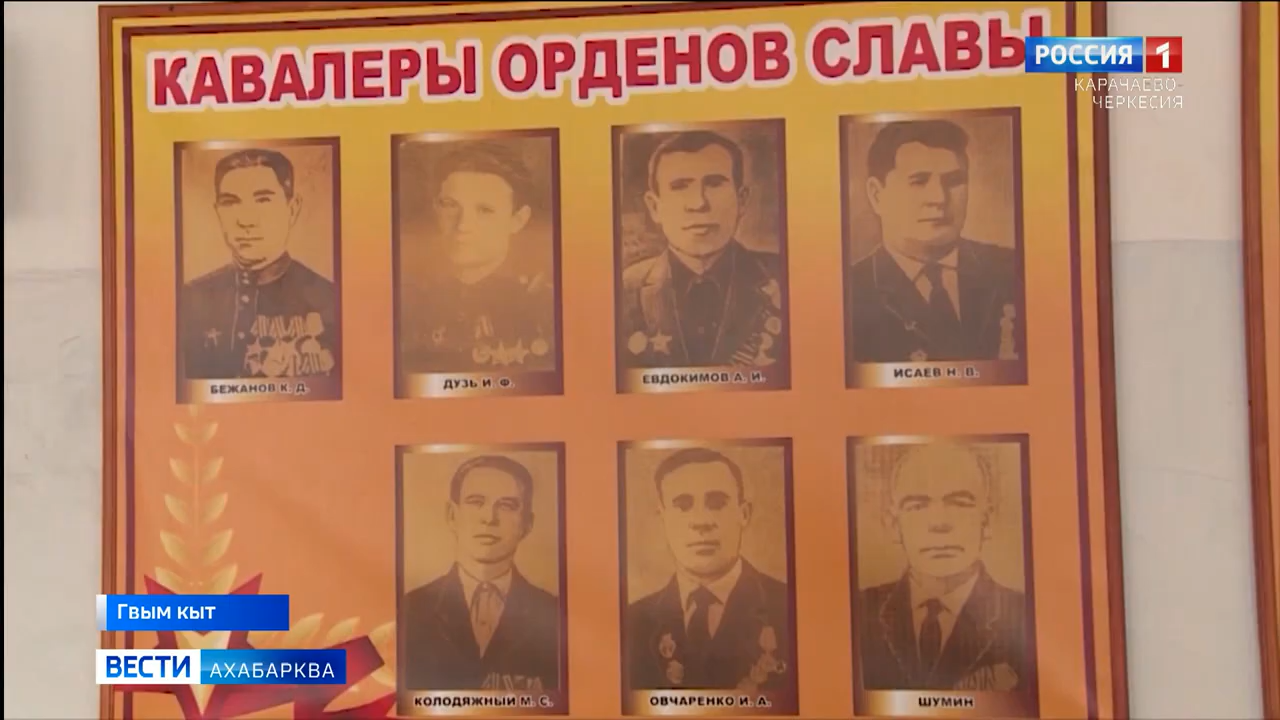 КАВАЛЕРЫ ОРДЕНОВ СЛАВЫ
РОССИЯ 1
КАРАЧАЕВО-
ЧЕРКЕСИЯ
БЕЖАНОВ К. Д.
ДУЗЬ И. Ф.
ЕВДОКИМОВ А. И.
ИСАЕВ Н. В.
КОЛОДЯЖНЫЙ М. С.
ОВЧАРЕНКО И. А.
ШУМИН
Гвым кыт
ВЕСТИ АХАБАРКВА